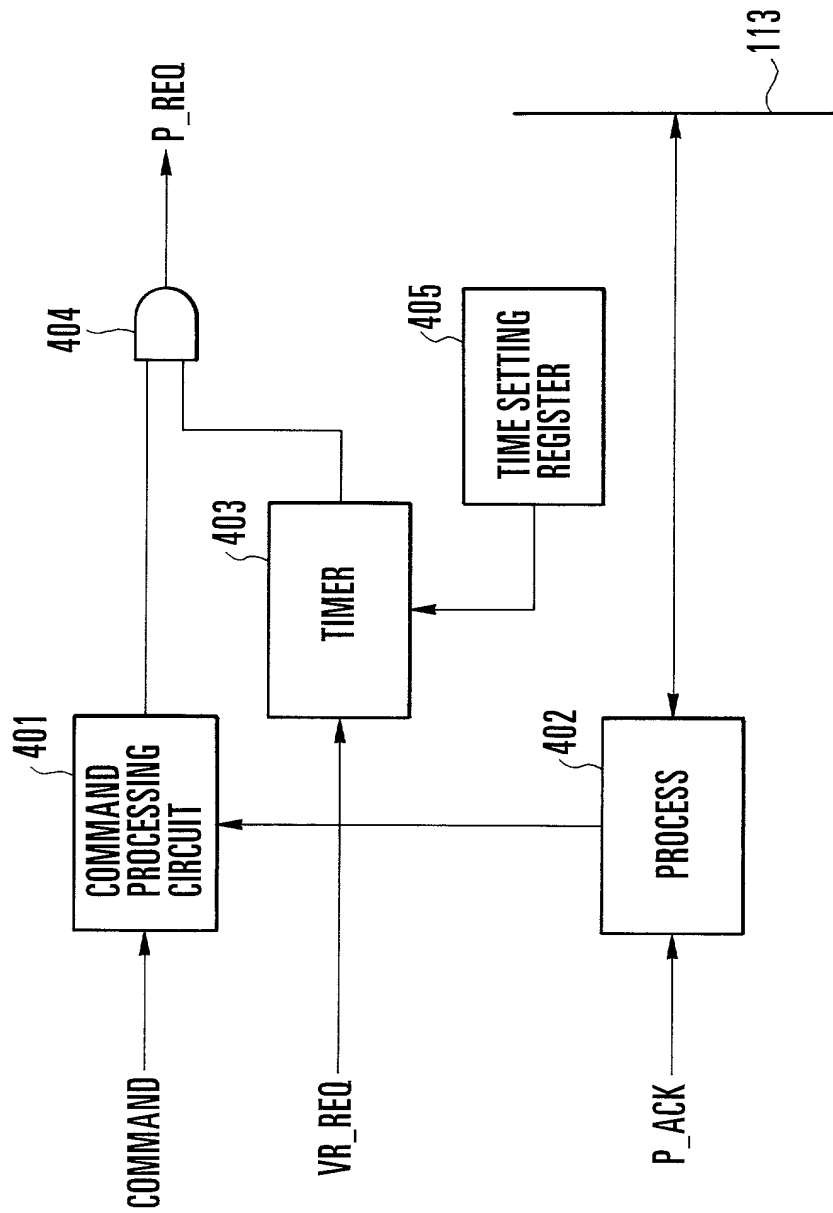 COMMAND
401
COMMAND
PROCESSING
CIRCUIT
404
P_REQ
VR_REQ
403
TIMER
405
TIME SETTING
REGISTER
P_ACK
402
PROCESS
113